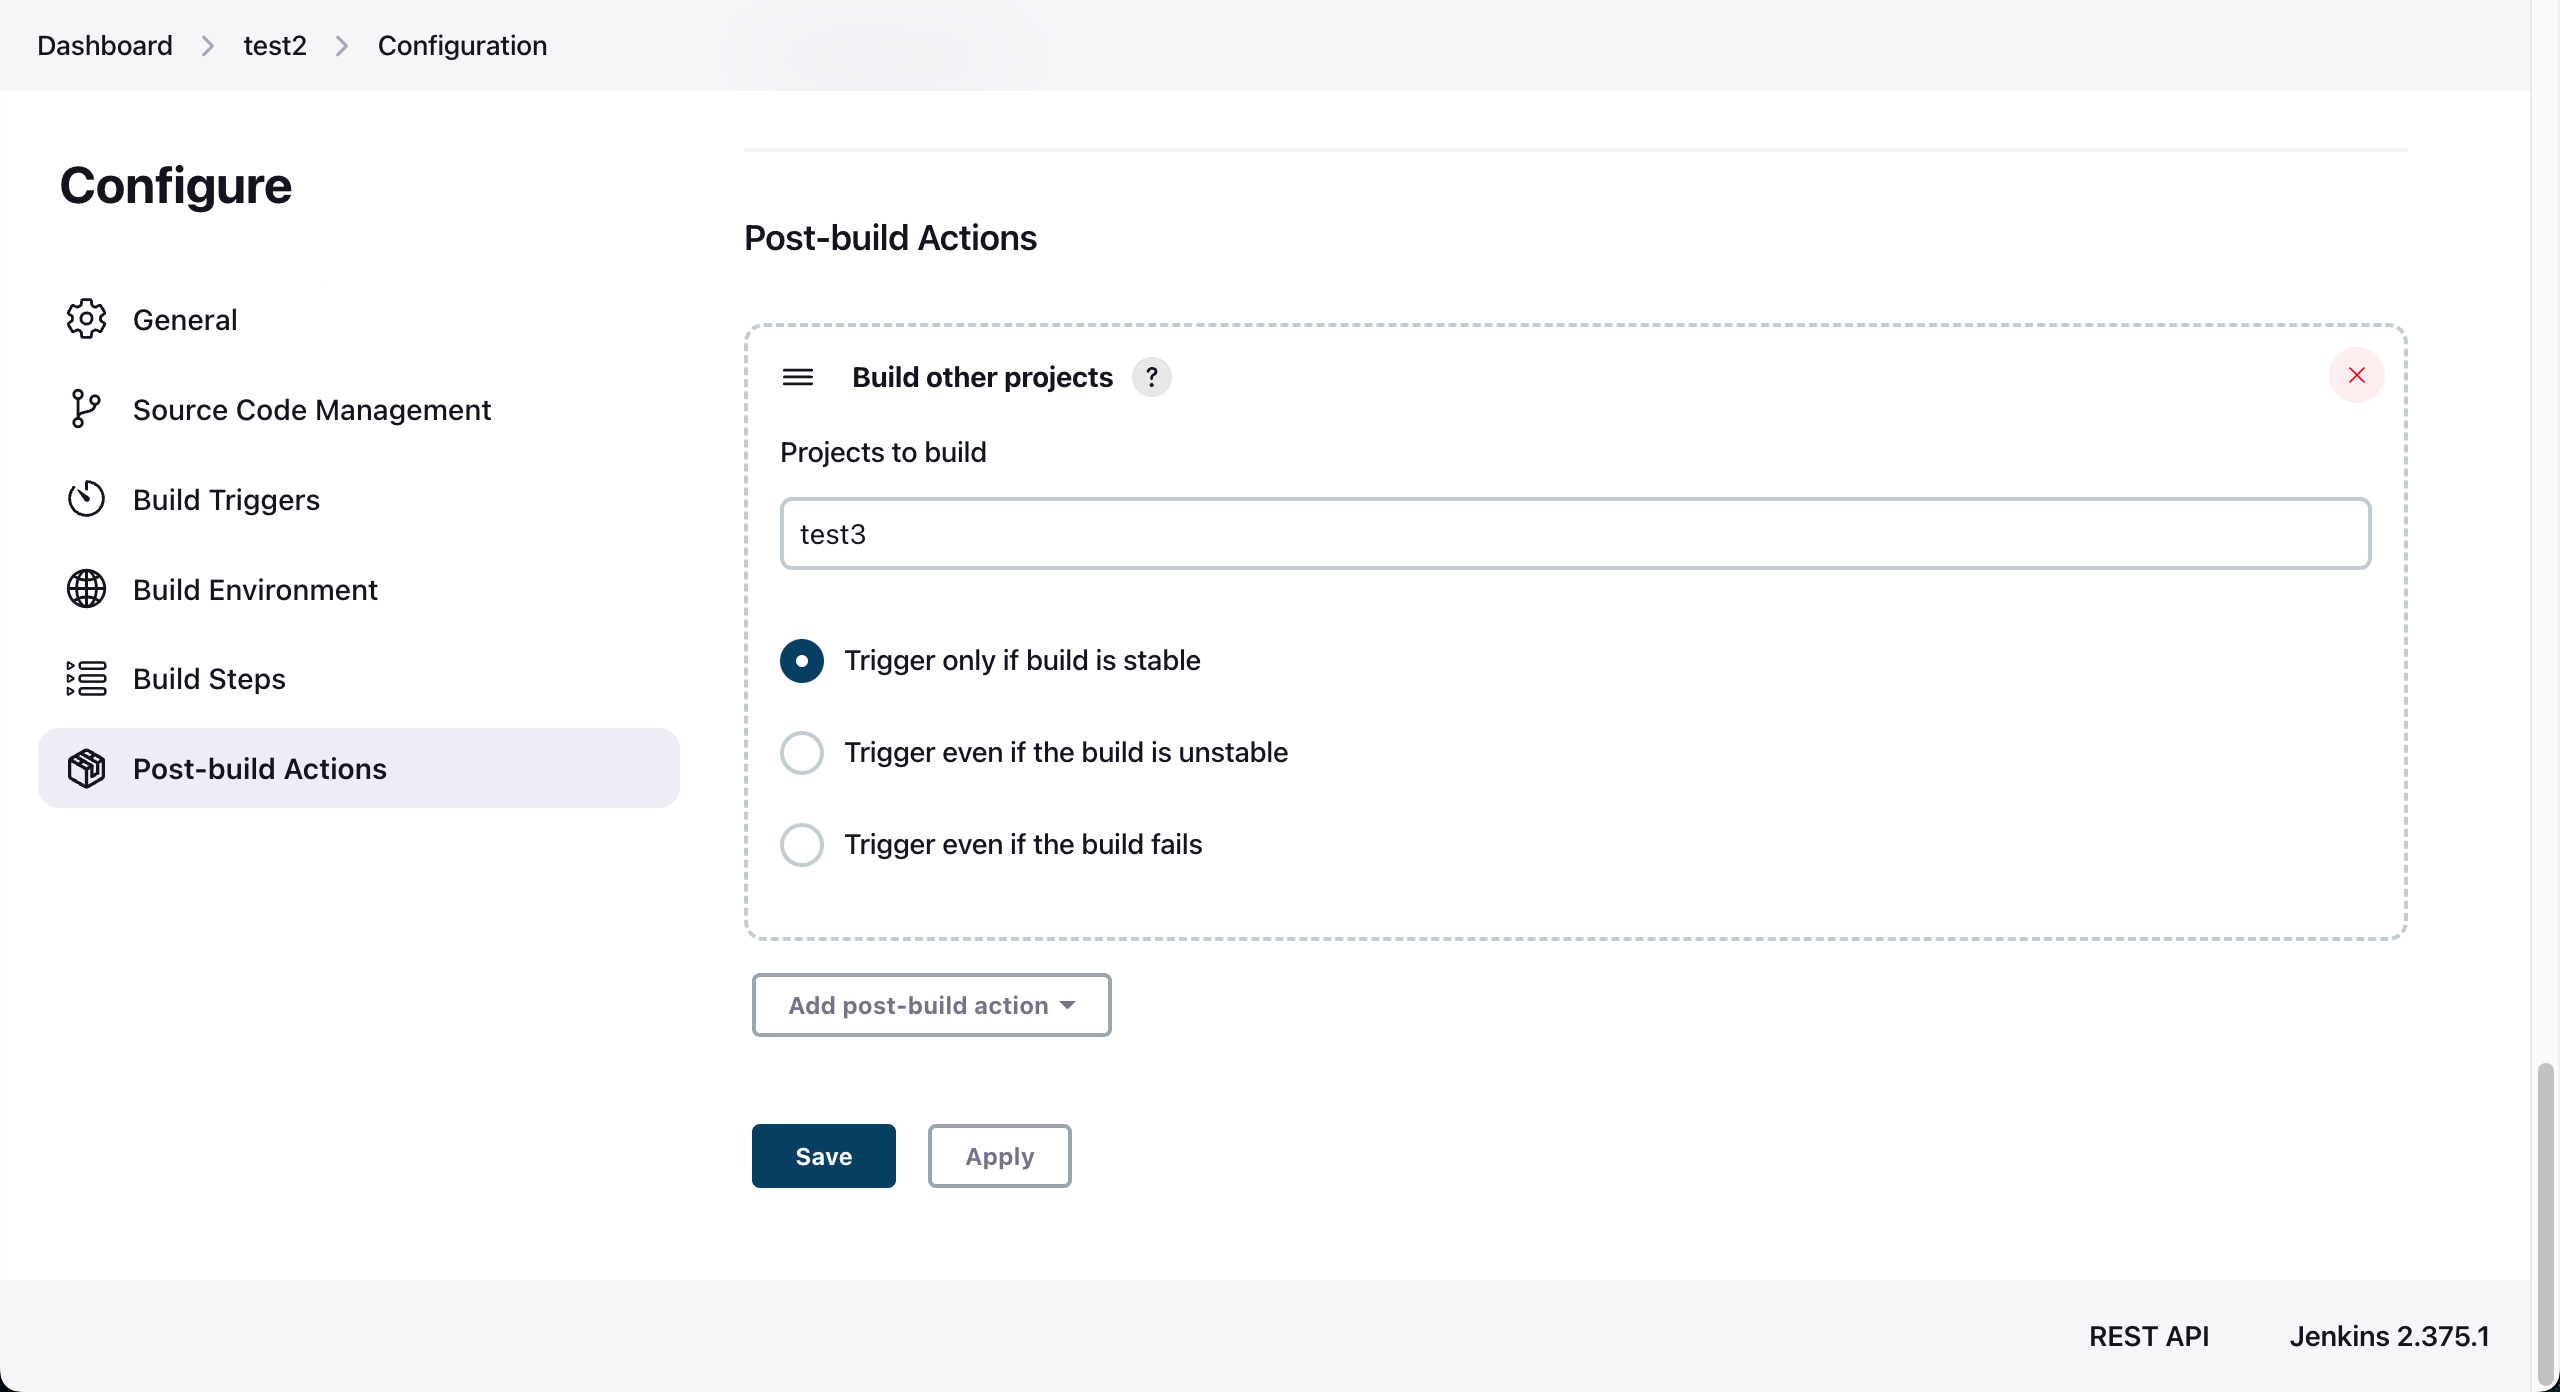 Dashboard > test2 > Configuration
Configure
General
Source Code Management
Build Triggers
Build Environment
Build Steps
Post-build Actions
Post-build Actions
Build other projects ?
Projects to build
test3
Trigger only if build is stable
Trigger even if the build is unstable
Trigger even if the build fails
Add post-build action
Save Apply
REST API Jenkins 2.375.1